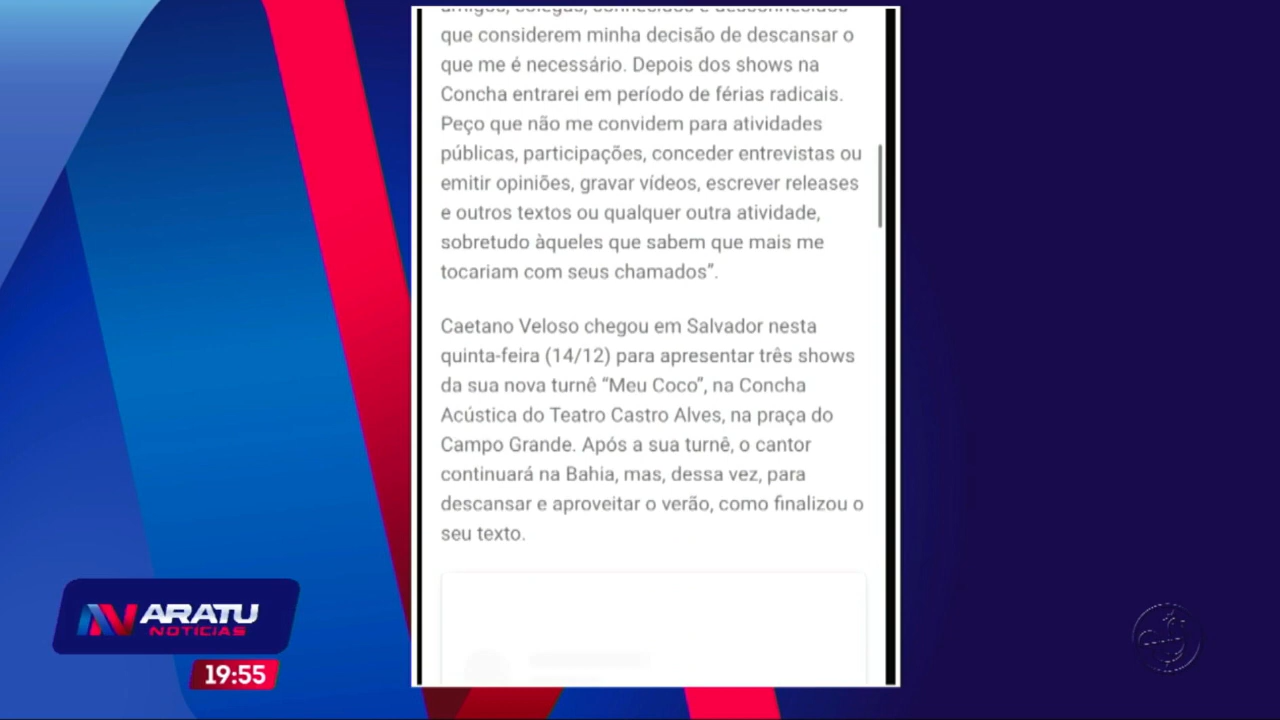 amigos, colegas, conhecidos e desconhecidos
que considerem minha decisão de descansar o
que me é necessário. Depois dos shows na
Concha entrarei em período de férias radicais.
Peço que não me convidem para atividades
públicas, participações, conceder entrevistas ou
emitir opiniões, gravar vídeos, escrever releases
e outros textos ou qualquer outra atividade,
sobretudo àqueles que sabem que mais me
tocariam com seus chamados”.
Caetano Veloso chegou em Salvador nesta
quinta-feira (14/12) para apresentar três shows
da sua nova turnê “Meu Coco”, na Concha
Acústica do Teatro Castro Alves, na praça do
Campo Grande. Após a sua turnê, o cantor
continuará na Bahia, mas, dessa vez, para
descansar e aproveitar o verão, como finalizou o
seu texto.
AN ARATU
NOTÍCIAS
19:55